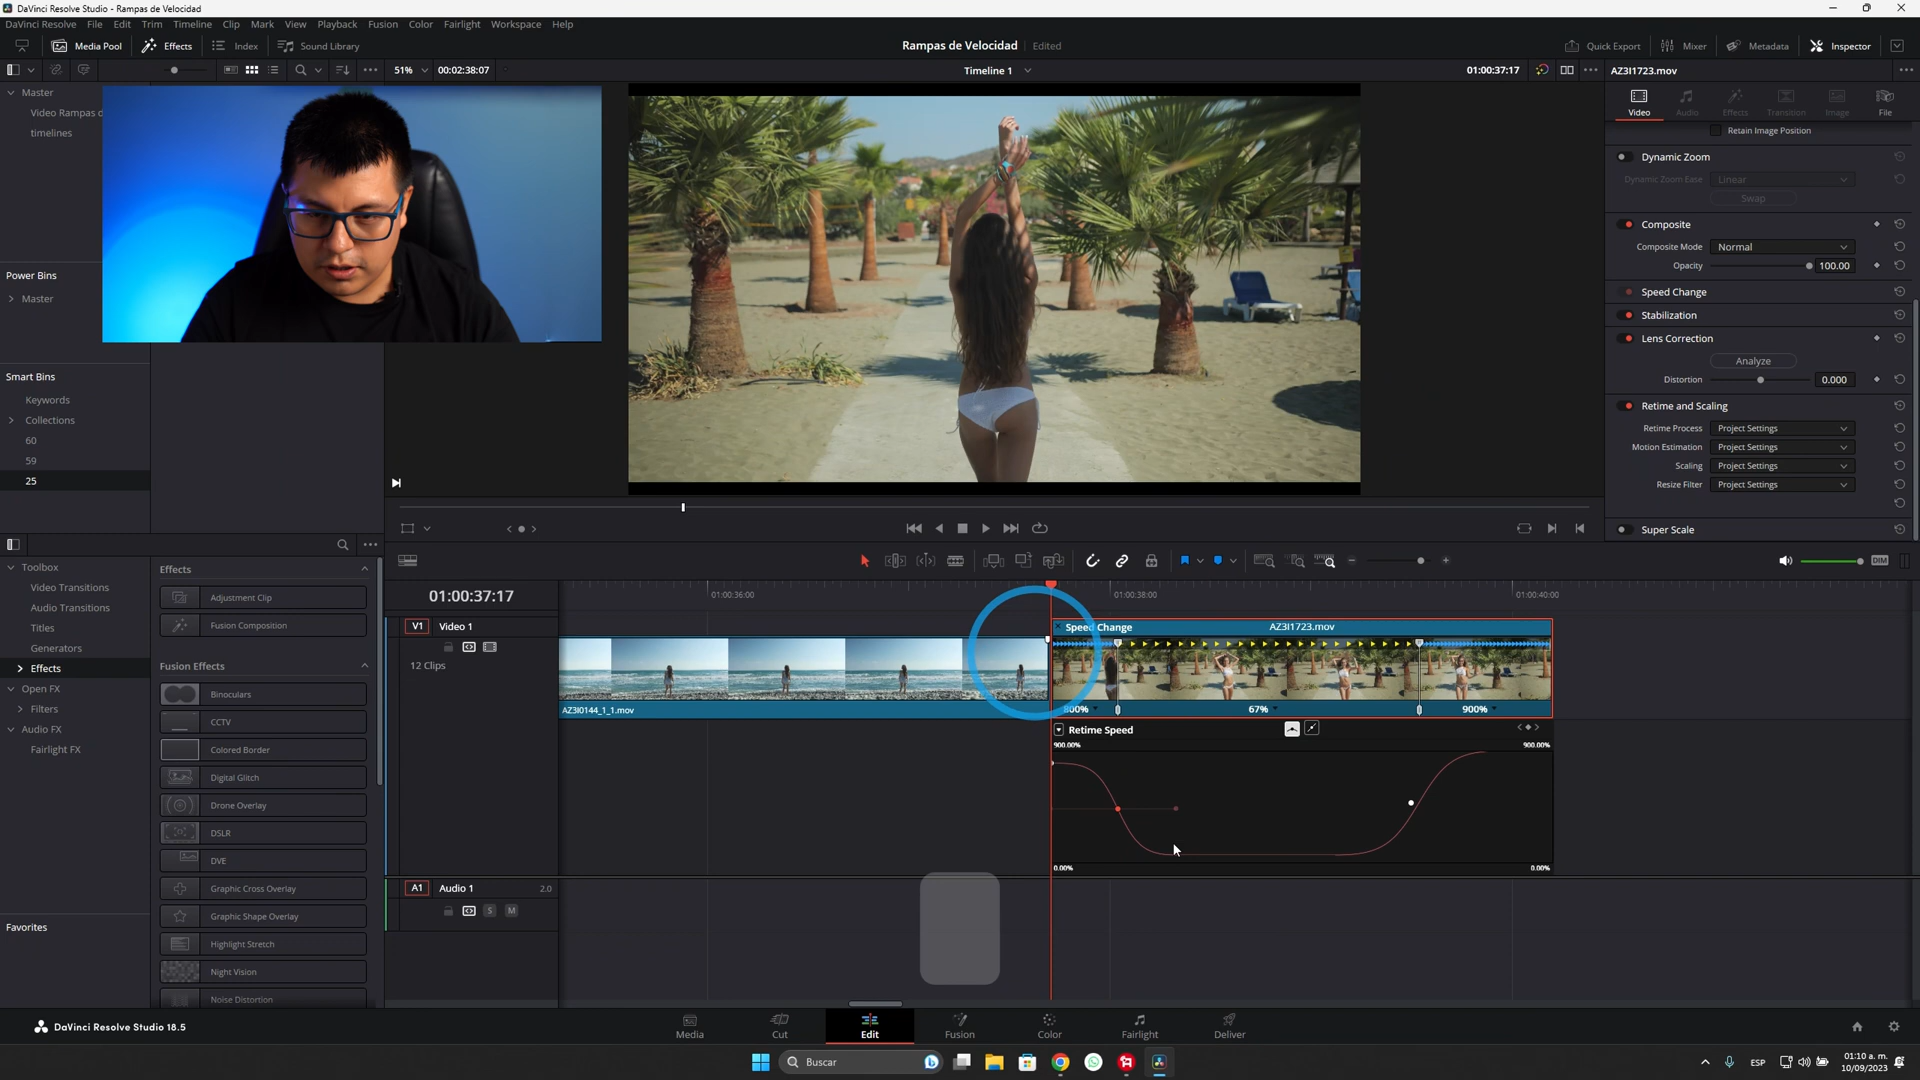 DaVinci Resolve Studio - Rampas de Velocidad
DaVinci Resolve File Edit Trim Timeline Clip Mark View Playback Fusion Color Fairlight Workspace Help
Media Pool Effects Index Sound Library
Rampas de Velocidad Edited
Quick Export Mixer Metadata Inspector
51% 00:02:38:07
Timeline 1
01:00:37:17
AZ3I1723.mov
Master
Video Rampas d
timelines
Power Bins
Master
Smart Bins
Keywords
Collections
60
59
25
Video Audio Effects Transition Image File
Retain Image Position
Dynamic Zoom
Dynamic Zoom Ease Linear
Swap
Composite
Composite Mode Normal
Opacity 100.00
Speed Change
Stabilization
Lens Correction
Analyze
Distortion 0.000
Retime and Scaling
Retime Process Project Settings
Motion Estimation Project Settings
Scaling Project Settings
Resize Filter Project Settings
Super Scale
Toolbox
Video Transitions
Audio Transitions
Titles
Generators
Effects
Open FX
Filters
Audio FX
Fairlight FX
Favorites
Effects
Adjustment Clip
Fusion Composition
Fusion Effects
Binoculars
CCTV
Colored Border
Digital Glitch
Drone Overlay
DSLR
DVE
Graphic Cross Overlay
Graphic Shape Overlay
Highlight Stretch
Night Vision
Noise Distortion
DIM
01:00:37:17
01:00:36:00 01:00:38:00 01:00:40:00
V1 Video 1
12 Clips
AZ3I0144_1_1.mov
Speed Change AZ3I1723.mov
800% 67% 900%
Retime Speed
900.00% 900.00%
0.00% 0.00%
A1 Audio 1 2.0
S M
DaVinci Resolve Studio 18.5
Media Cut Edit Fusion Color Fairlight Deliver
Buscar
ESP
01:10 a. m.
10/09/2023